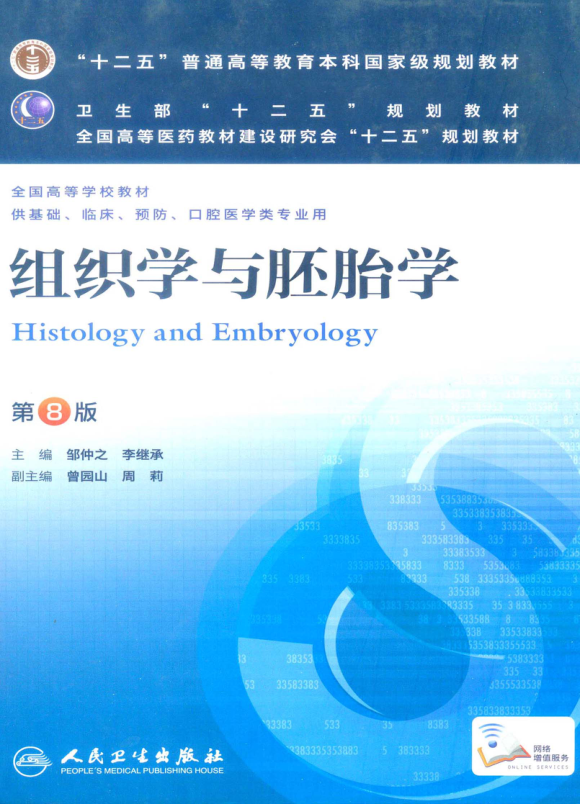 “十二五”普通高等教育本科国家级规划教材
卫生部“十二五”规划教材
全国高等医药教材建设研究会“十二五”规划教材
十二五
全国高等学校教材
供基础、临床、预防、口腔医学类专业用
组织学与胚胎学
Histology and Embryology
第8版
主 编 邹仲之 李继承
副主编 曾园山 周 莉
人民卫生出版社
PEOPLE'S MEDICAL PUBLISHING HOUSE
网络
增值服务
ONLINE SERVICES